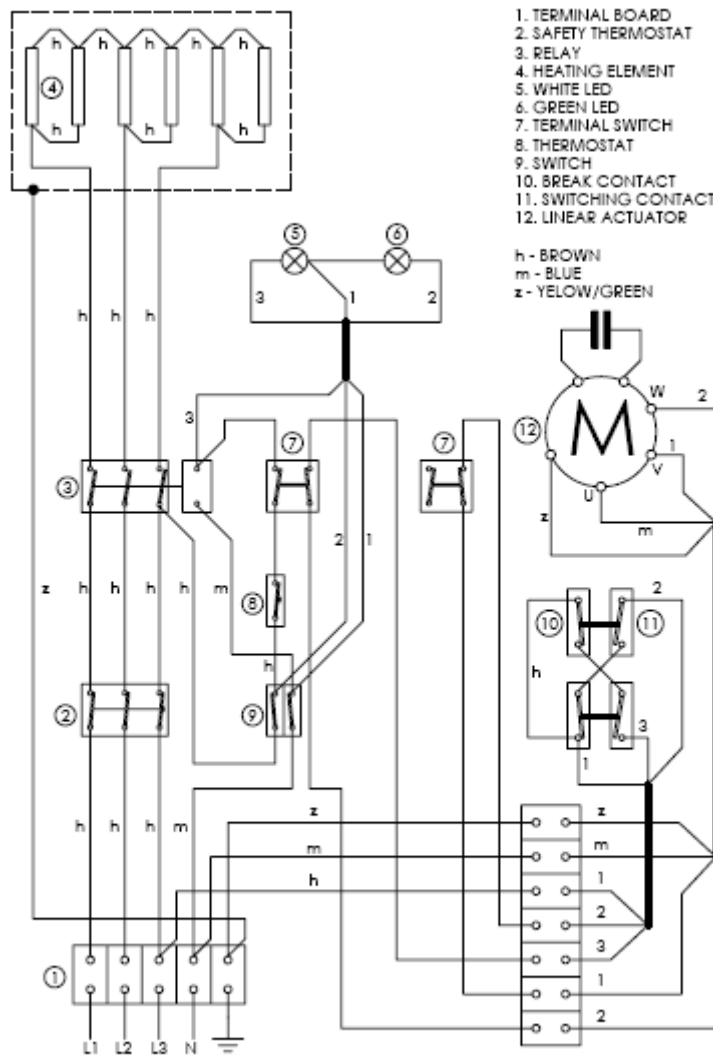 1. TERMINAL BOARD
2. SAFETY THERMOSTAT
3. RELAY
4. HEATING ELEMENT
5. WHITE LED
6. GREEN LED
7. TERMINAL SWITCH
8. THERMOSTAT
9. SWITCH
10. BREAK CONTACT
11. SWITCHING CONTACT
12. LINEAR ACTUATOR
h - BROWN
m - BLUE
z - YELOW/GREEN
h h h h h
4
h h h
5 6
3 1 2
h h h
W 2
12 M
1
V
U
z m
3
7 7
3
2 1
z h h h h m
8
2
10 11
h
h
2 9
3
1
h h h m
z z
m m
h 1
2
3
1
1
2
L1 L2 L3 N